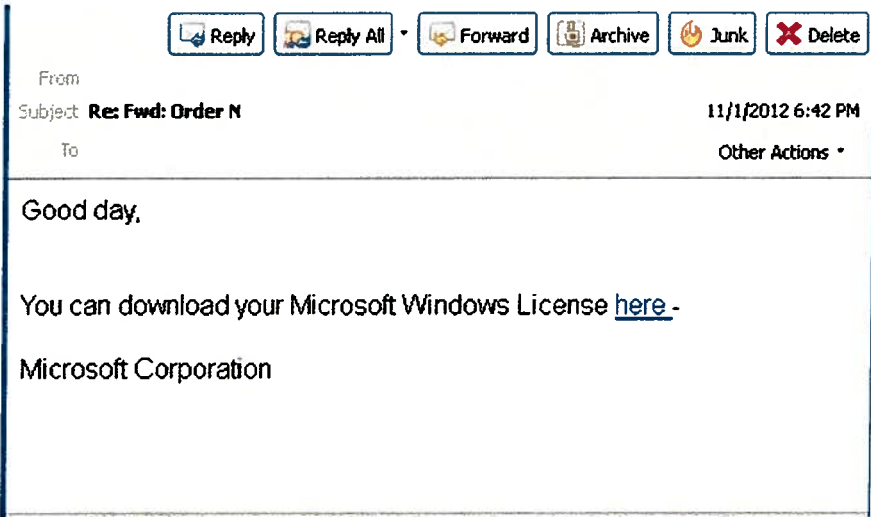 Reply Reply All Forward Archive Junk Delete
From
Subject Re: Fwd: Order N 11/1/2012 6:42 PM
To Other Actions
Good day,
You can download your Microsoft Windows License here -
Microsoft Corporation